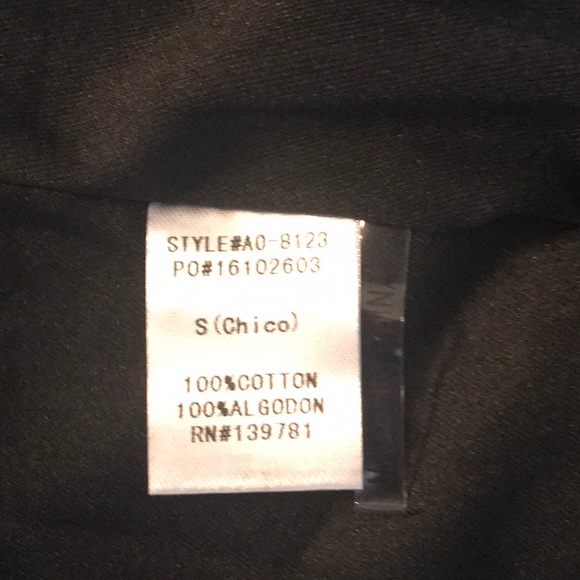 STYLE#A0-8123
PO#16102603
S(Chico)
100%COTTON
100%ALGODON
RN#139781